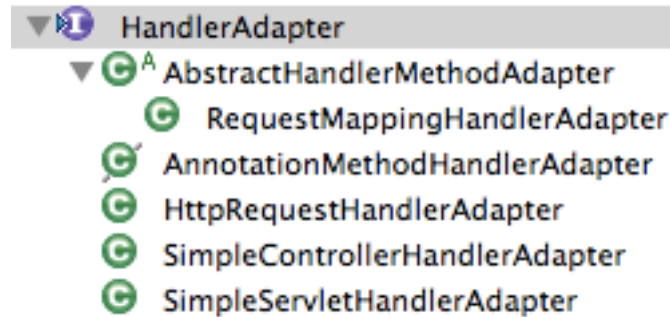 I HandlerAdapter
C A AbstractHandlerMethodAdapter
C RequestMappingHandlerAdapter
C AnnotationMethodHandlerAdapter
C HttpRequestHandlerAdapter
C SimpleControllerHandlerAdapter
C SimpleServletHandlerAdapter